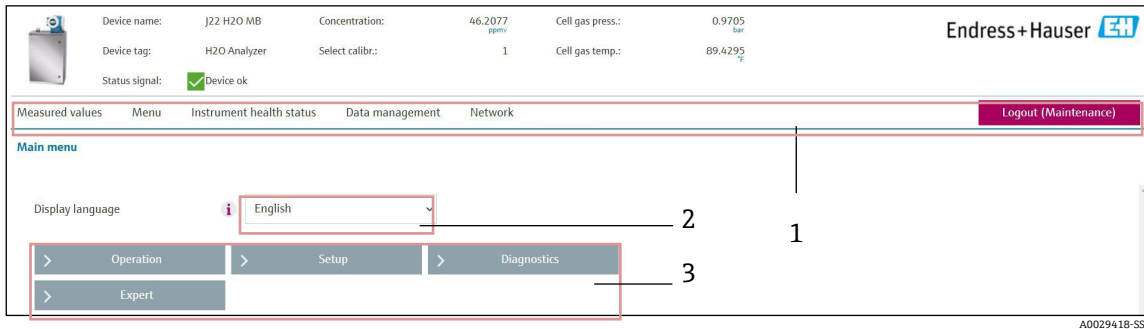 Device name: J22 H2O MB Concentration: 46.2077 ppmv Cell gas press.: 0.9705 bar
Endress+Hauser EH
Device tag: H2O Analyzer Select calibr.: 1 Cell gas temp.: 89.4295 °F
Status signal: Device ok
Measured values Menu Instrument health status Data management Network Logout (Maintenance)
Main menu
Display language i English
2
1
Operation Setup Diagnostics
3
Expert
A0029418-SS